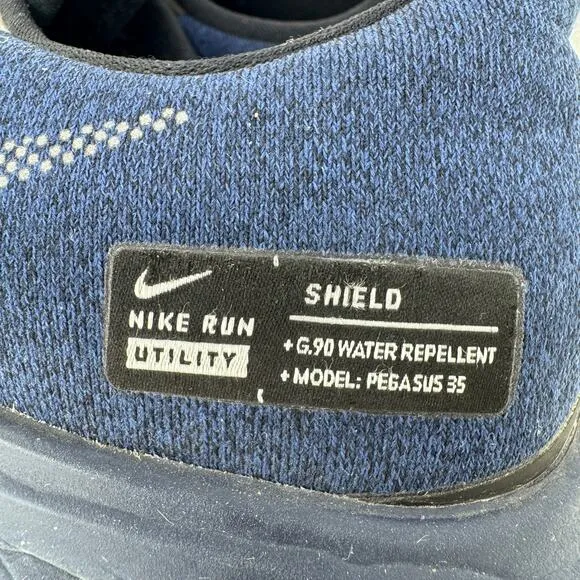 NIKE RUN
UTILITY
SHIELD
+ G.90 WATER REPELLENT
+ MODEL: PEGASUS 35